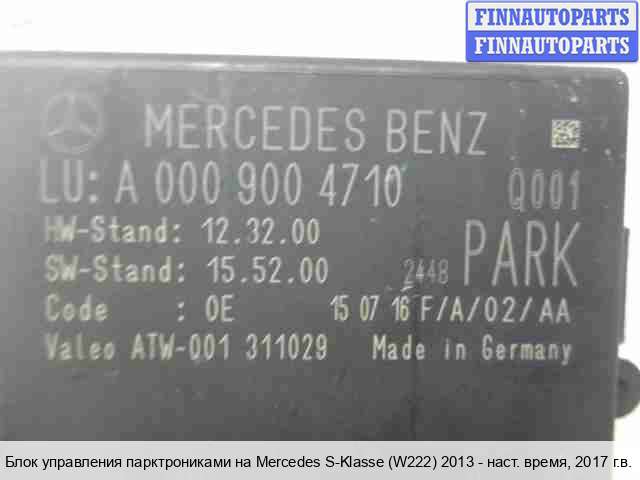 FINNAUTOPARTS
FINNAUTOPARTS
MERCEDES BENZ
LU: A 000 900 4710 Q001
HW-Stand: 12.32.00
SW-Stand: 15.52.00 2448 PARK
Code : 0E 15 07 16 F/A/02/AA
Valeo ATW-001 311029 Made in Germany
Блок управления парктрониками на Mercedes S-Klasse (W222) 2013 - наст. время, 2017 г.в.